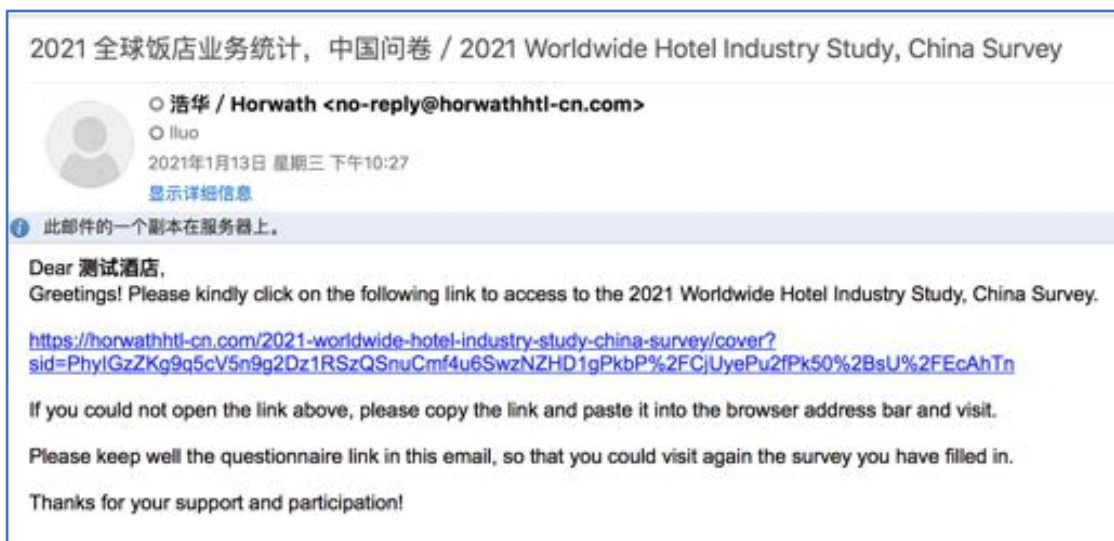 2021 全球饭店业务统计，中国问卷 / 2021 Worldwide Hotel Industry Study, China Survey
浩华 / Horwath <no-reply@horwathhtl-cn.com>
lluo
2021年1月13日 星期三 下午10:27
显示详细信息
此邮件的一个副本在服务器上。
Dear 测试酒店,
Greetings! Please kindly click on the following link to access to the 2021 Worldwide Hotel Industry Study, China Survey.
https://horwathhtl-cn.com/2021-worldwide-hotel-industry-study-china-survey/cover?
sid=PhylGzZKg9q5cV5n9g2Dz1RSzQSnuCmf4u6SwzNZHD1gPkbP%2FCjUyePu2fPk50%2BsU%2FEcAhTn
If you could not open the link above, please copy the link and paste it into the browser address bar and visit.
Please keep well the questionnaire link in this email, so that you could visit again the survey you have filled in.
Thanks for your support and participation!